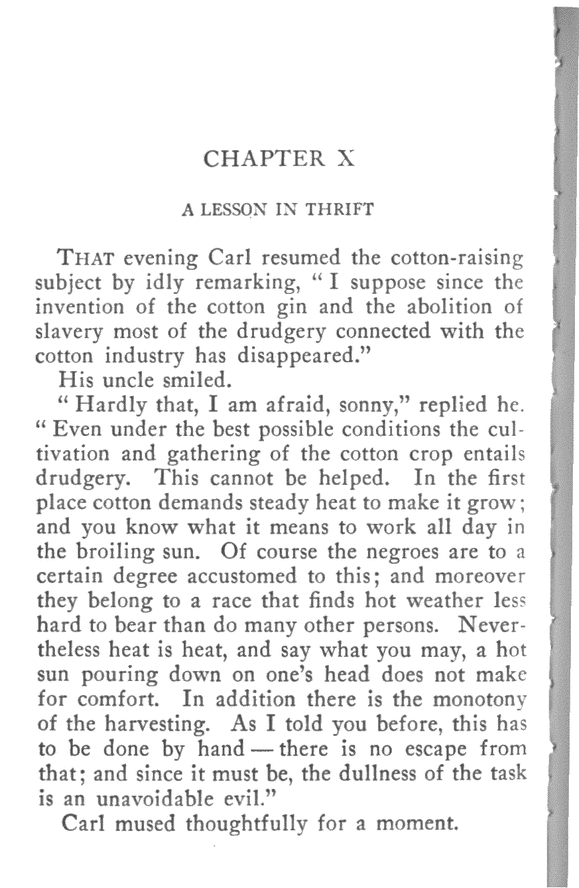 CHAPTER X
A LESSON IN THRIFT
THAT evening Carl resumed the cotton-raising
subject by idly remarking, “ I suppose since the
invention of the cotton gin and the abolition of
slavery most of the drudgery connected with the
cotton industry has disappeared.”
His uncle smiled.
“ Hardly that, I am afraid, sonny,” replied he.
“ Even under the best possible conditions the cul-
tivation and gathering of the cotton crop entails
drudgery. This cannot be helped. In the first
place cotton demands steady heat to make it grow;
and you know what it means to work all day in
the broiling sun. Of course the negroes are to a
certain degree accustomed to this; and moreover
they belong to a race that finds hot weather less
hard to bear than do many other persons. Never-
theless heat is heat, and say what you may, a hot
sun pouring down on one’s head does not make
for comfort. In addition there is the monotony
of the harvesting. As I told you before, this has
to be done by hand — there is no escape from
that; and since it must be, the dullness of the task
is an unavoidable evil.”
Carl mused thoughtfully for a moment.